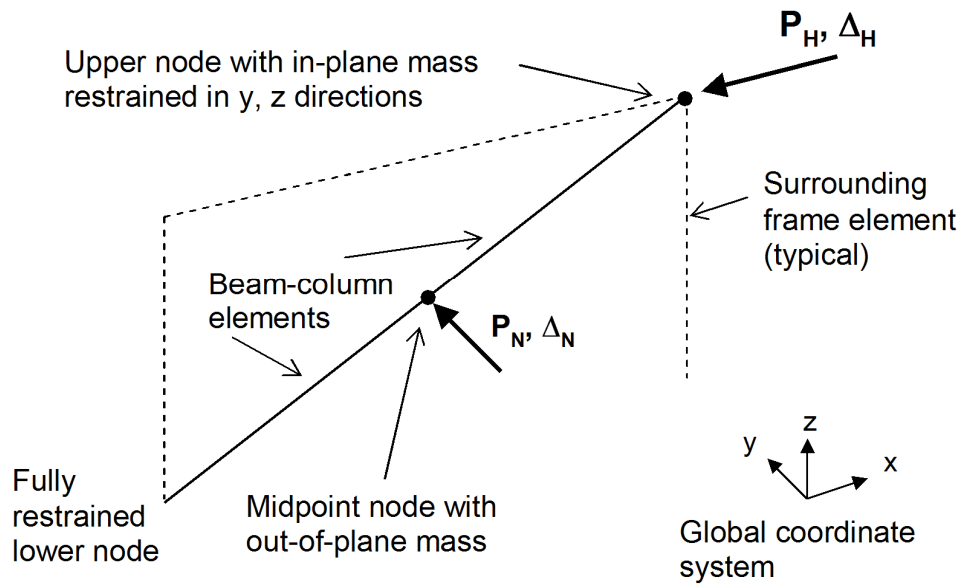 P_H, Δ_H
Upper node with in-plane mass
restrained in y, z directions
Surrounding
frame element
(typical)
Beam-column
elements
P_N, Δ_N
z
y
x
Fully
restrained
lower node
Midpoint node with
out-of-plane mass
Global coordinate
system